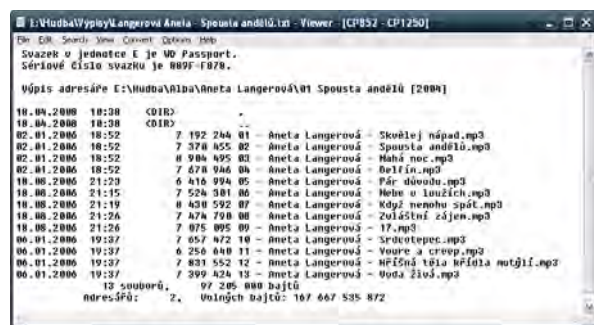 E:\Hudba\Výpisy\Langerová Aneta - Spousta andělů.txt - Viewer - [CP852 - CP1250]
File Edit Search View Convert Options Help
Svazek v jednotce E je WD Passport.
Sériové číslo svazku je 889F-F878.
Výpis adresáře E:\Hudba\Alba\Aneta Langerová\01 Spousta andělů [2004]
18.04.2008 10:38 <DIR> .
18.04.2008 10:38 <DIR> ..
02.01.2006 18:52 7 192 244 01 - Aneta Langerová - Skvělej nápad.mp3
02.01.2006 18:52 7 378 455 02 - Aneta Langerová - Spousta andělů.mp3
02.01.2006 18:52 8 904 495 03 - Aneta Langerová - Nahá noc.mp3
02.01.2006 18:52 7 678 946 04 - Aneta Langerová - Delfín.mp3
18.08.2006 21:23 6 416 994 05 - Aneta Langerová - Pár důvodu.mp3
18.08.2006 21:15 7 524 301 06 - Aneta Langerová - Nebe v loužích.mp3
18.08.2006 21:19 8 430 592 07 - Aneta Langerová - Když nemohu spát.mp3
18.08.2006 21:26 7 474 790 08 - Aneta Langerová - Zvláštní zájem.mp3
18.08.2006 21:26 7 075 095 09 - Aneta Langerová - 17.mp3
06.01.2006 19:37 7 657 472 10 - Aneta Langerová - Srdcotepec.mp3
06.01.2006 19:37 6 256 640 11 - Aneta Langerová - Voure a creep.mp3
06.01.2006 19:37 7 831 552 12 - Aneta Langerová - Hříšná těla křídla motýlí.mp3
06.01.2006 19:37 7 399 424 13 - Aneta Langerová - Voda živá.mp3
13 souborů, 97 205 000 bajtů
Adresářů: 2, Volných bajtů: 167 667 535 872